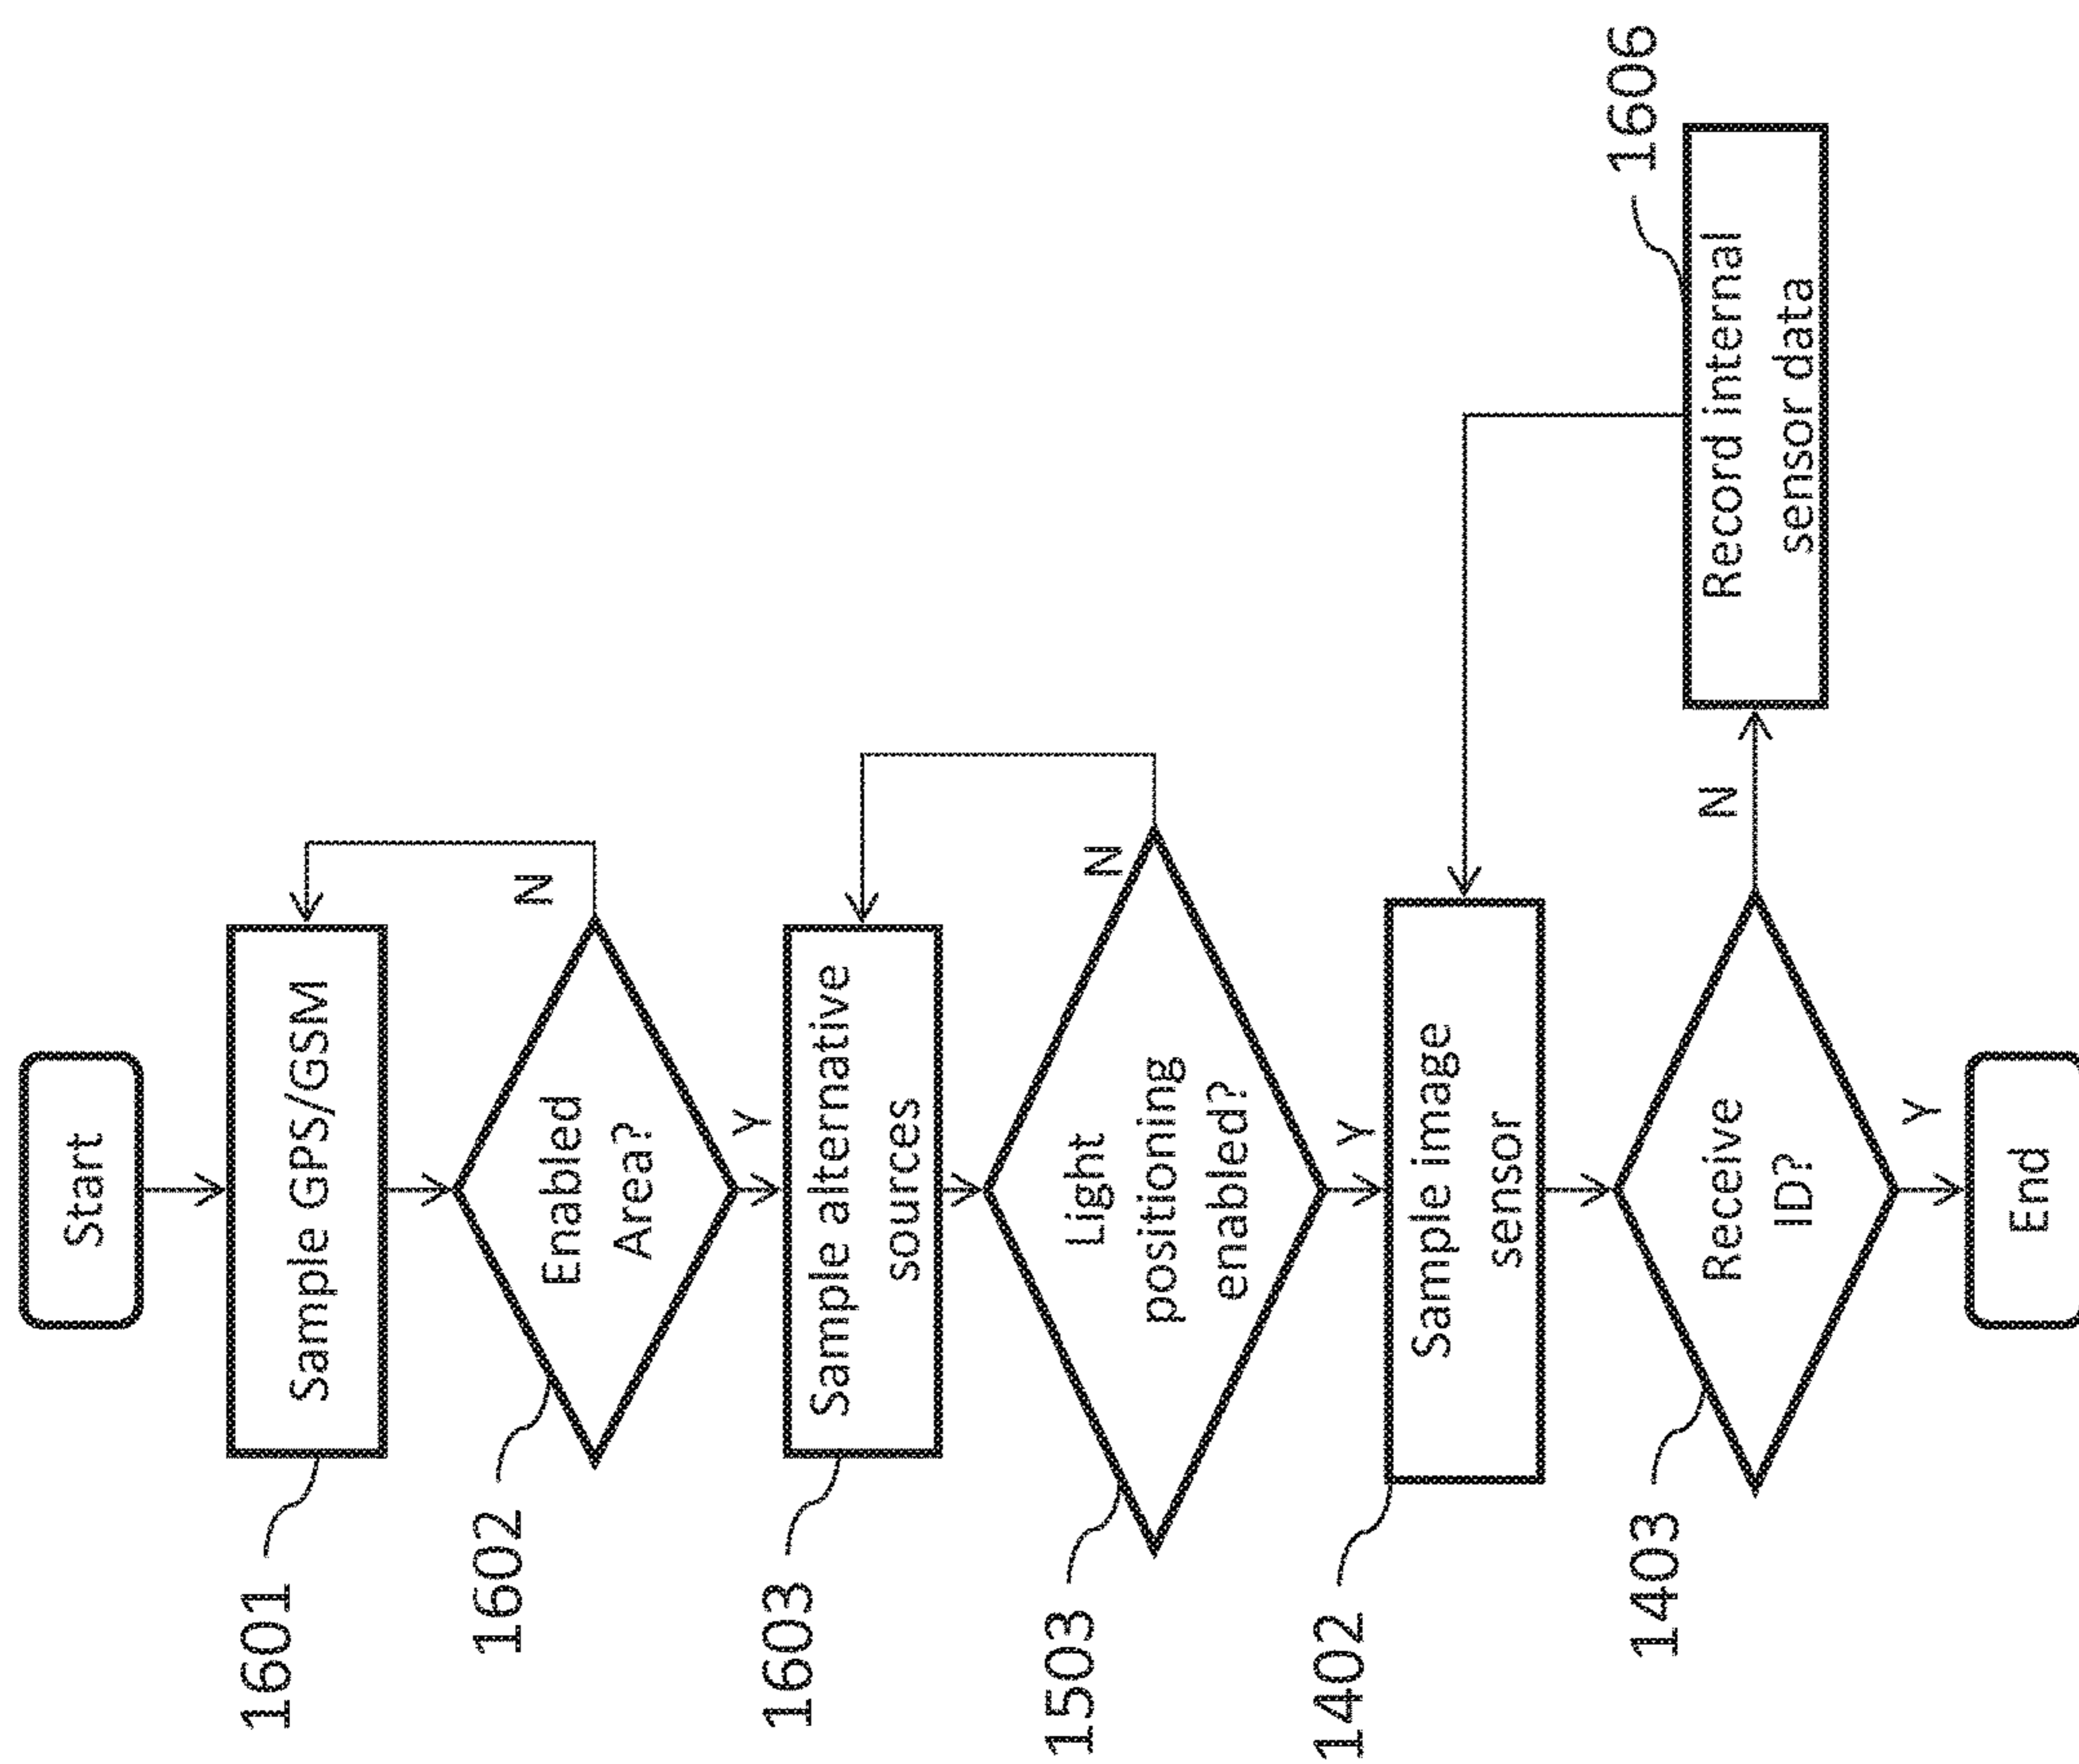 Start
1601
Sample GPS/GSM
1602
Enabled
Area?
N
Y
1603
Sample alternative
sources
1503
Light
positioning
enabled?
N
Y
1402
Sample image
sensor
1403
Receive
ID?
N
1606
Record internal
sensor data
Y
End